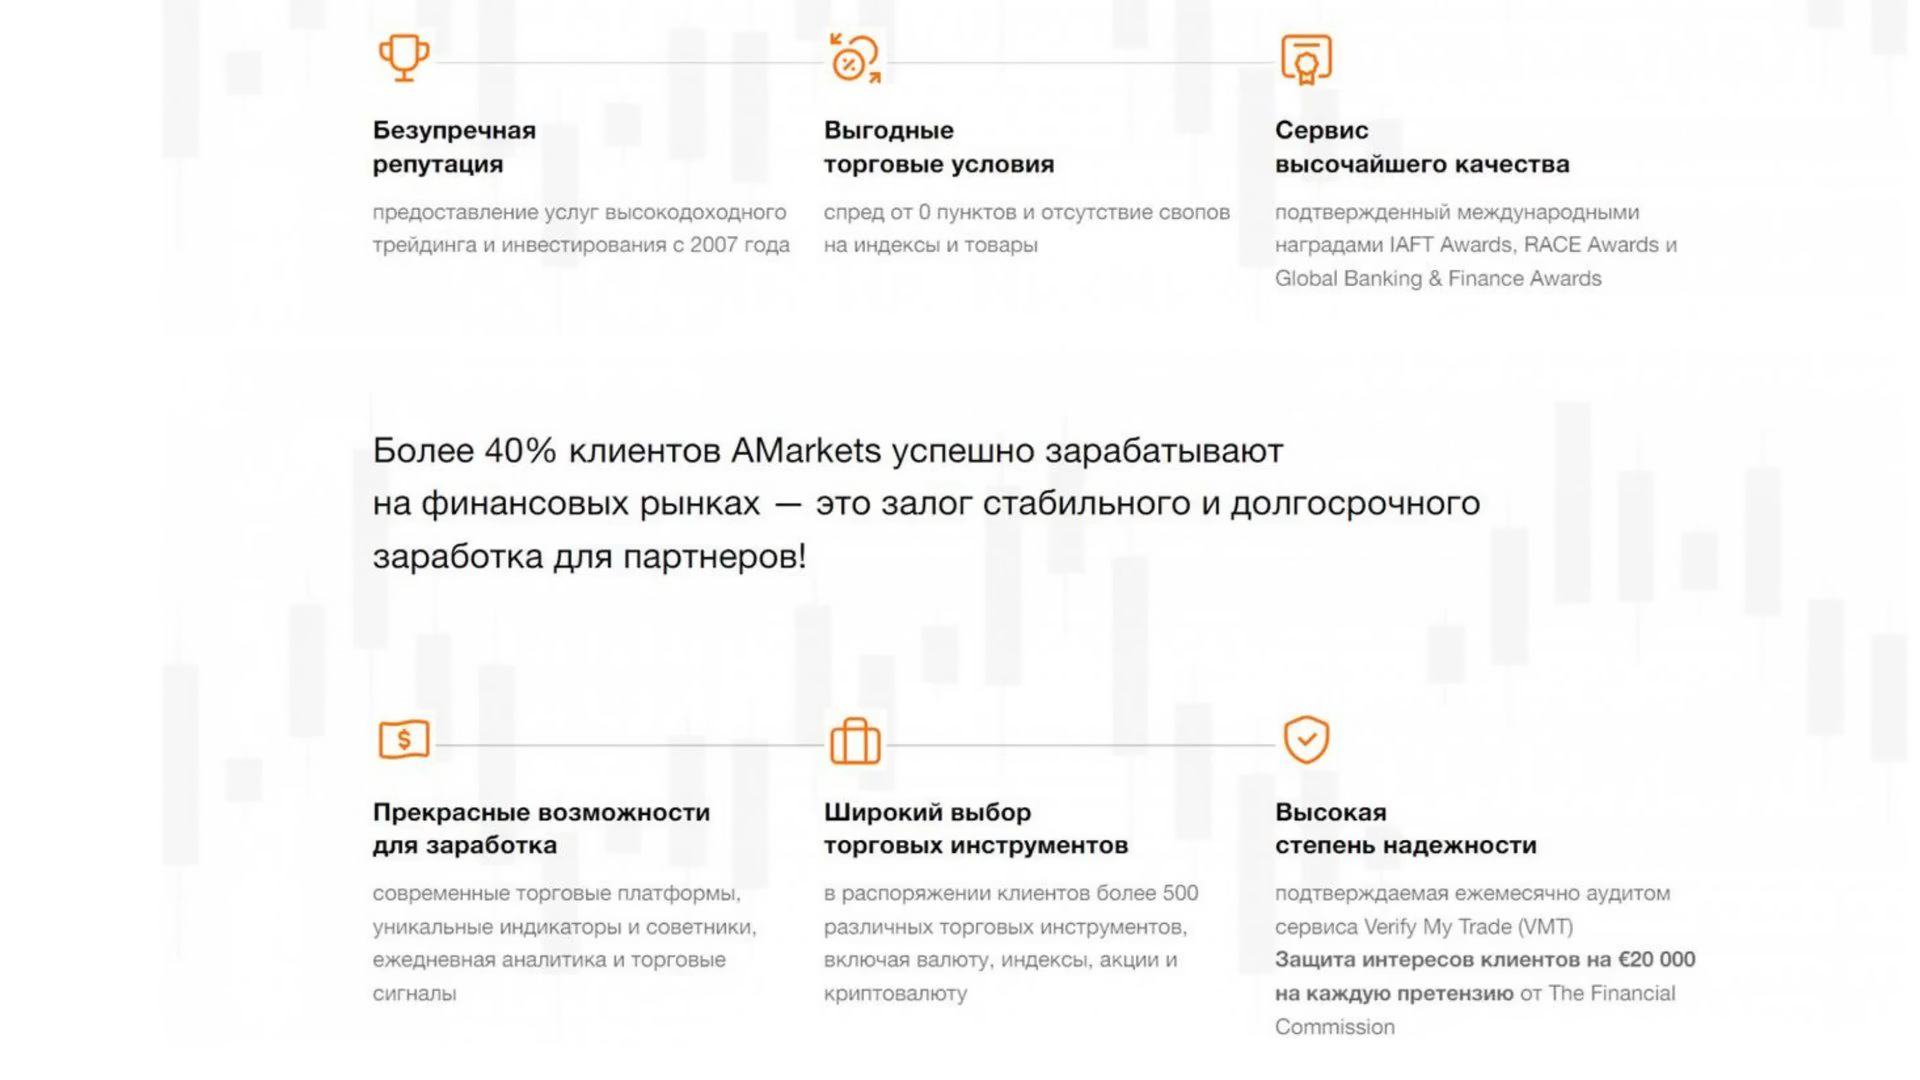 Безупречная
репутация
предоставление услуг высокодоходного
трейдинга и инвестирования с 2007 года
Выгодные
торговые условия
спред от 0 пунктов и отсутствие свопов
на индексы и товары
Сервис
высочайшего качества
подтвержденный международными
наградами IAFT Awards, RACE Awards и
Global Banking & Finance Awards
Более 40% клиентов AMarkets успешно зарабатывают
на финансовых рынках — это залог стабильного и долгосрочного
заработка для партнеров!
Прекрасные возможности
для заработка
современные торговые платформы,
уникальные индикаторы и советники,
ежедневная аналитика и торговые
сигналы
Широкий выбор
торговых инструментов
в распоряжении клиентов более 500
различных торговых инструментов,
включая валюту, индексы, акции и
криптовалюту
Высокая
степень надежности
подтверждаемая ежемесячно аудитом
сервиса Verify My Trade (VMT)
Защита интересов клиентов на €20 000
на каждую претензию от The Financial
Commission